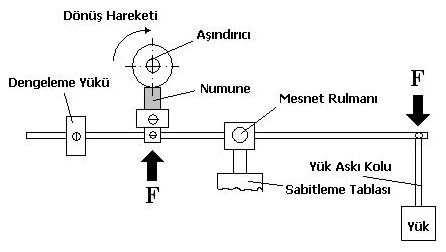 Dönüş Hareketi
Aşındırıcı
Dengeleme Yükü
Numune
Mesnet Rulmanı
F
F
Yük Askı Kolu
Sabitleme Tablası
Yük